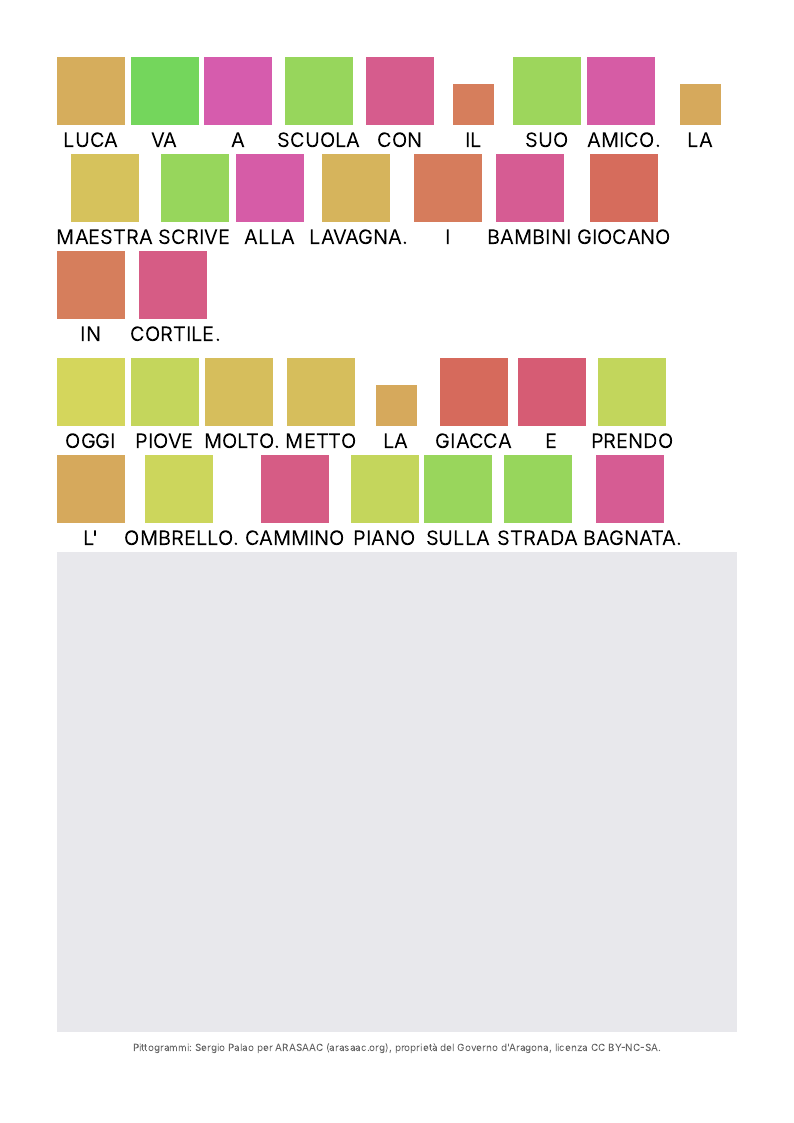 LUCA VA A SCUOLA CON IL SUO AMICO. LA
MAESTRA SCRIVE ALLA LAVAGNA. I BAMBINI GIOCANO
IN CORTILE.
OGGI PIOVE MOLTO. METTO LA GIACCA E PRENDO
L' OMBRELLO. CAMMINO PIANO SULLA STRADA BAGNATA.
Pittogrammi: Sergio Palao per ARASAAC (arasaac.org), proprietà del Governo d'Aragona, licenza CC BY-NC-SA.